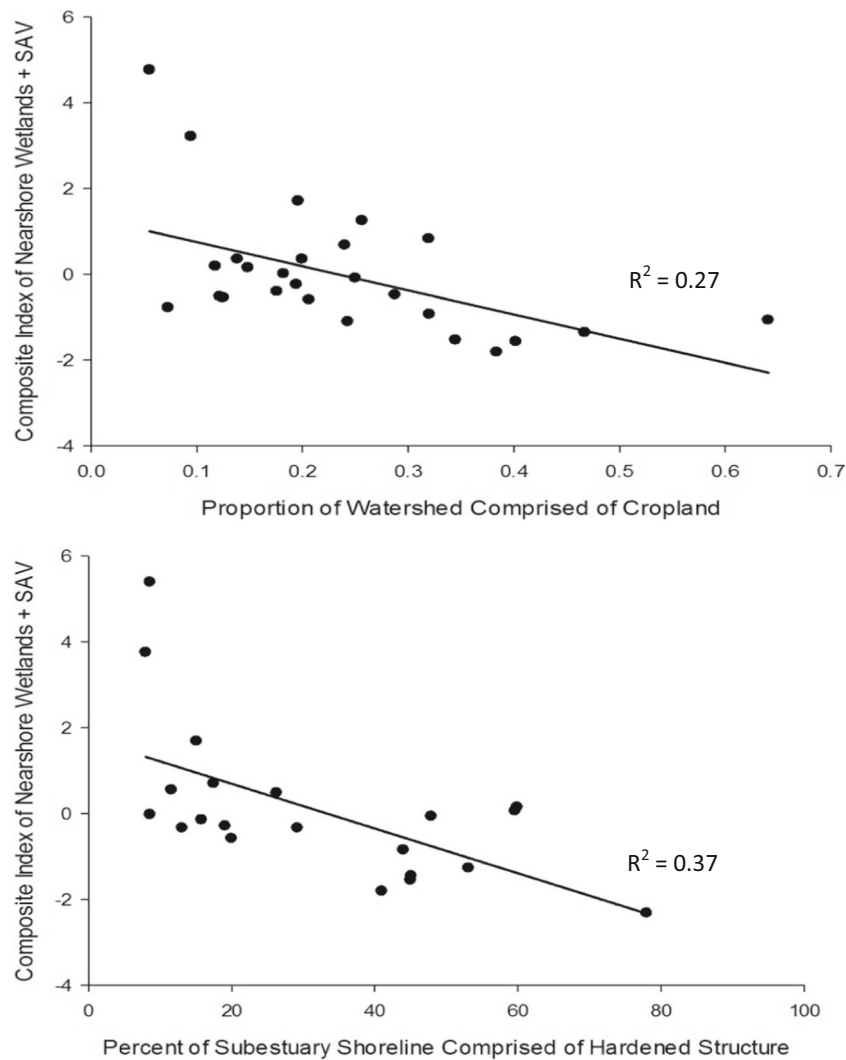 Composite Index of Nearshore Wetlands + SAV
6
4
2
0
-2
-4
R² = 0.27
0.0 0.1 0.2 0.3 0.4 0.5 0.6 0.7
Proportion of Watershed Comprised of Cropland
Composite Index of Nearshore Wetlands + SAV
6
4
2
0
-2
-4
R² = 0.37
0 20 40 60 80 100
Percent of Subestuary Shoreline Comprised of Hardened Structure